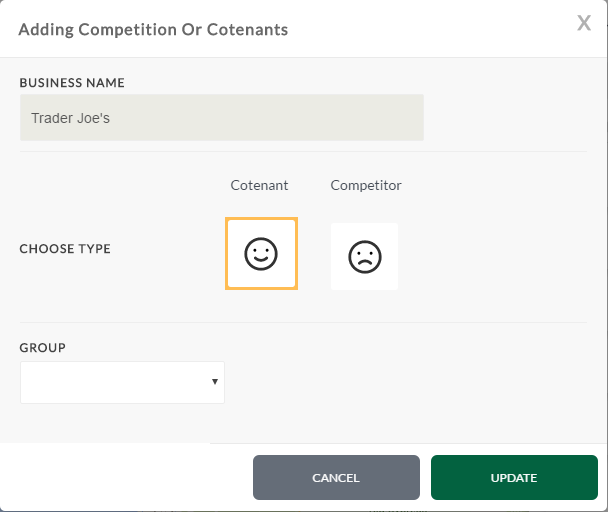 Adding Competition Or Cotenants
X
BUSINESS NAME
Trader Joe's
Cotenant Competitor
CHOOSE TYPE
GROUP
CANCEL UPDATE